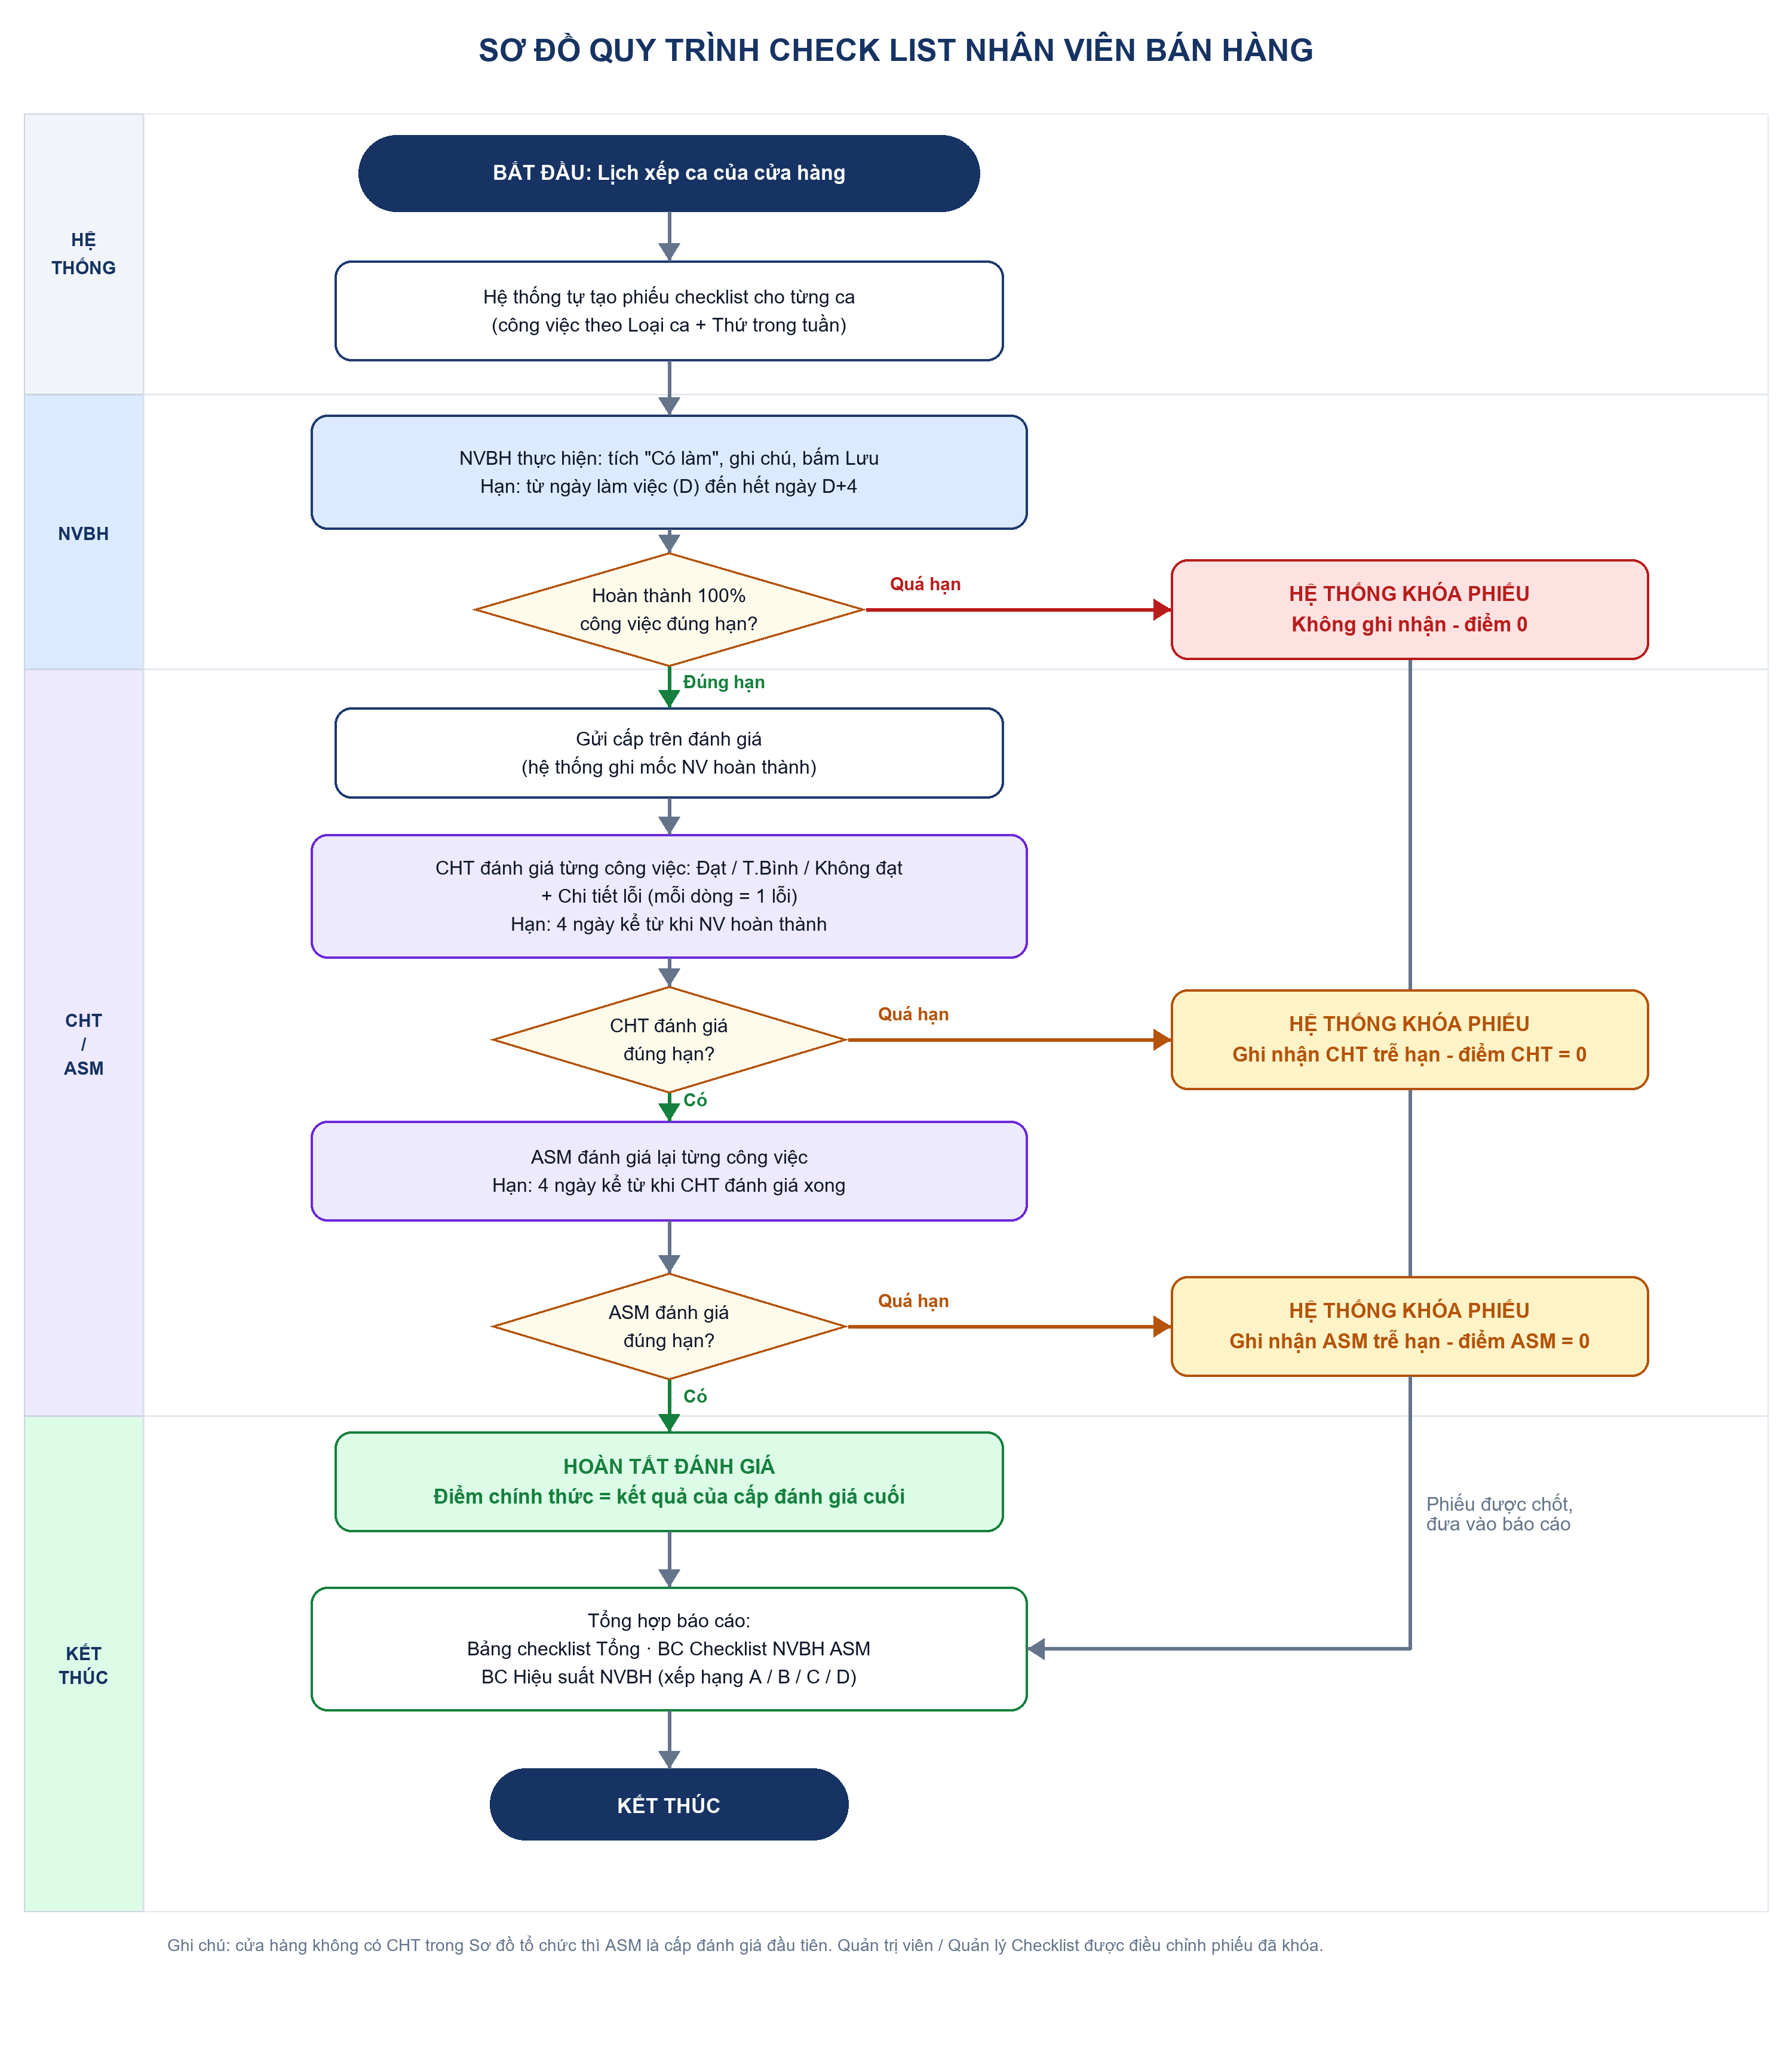 SƠ ĐỒ QUY TRÌNH CHECK LIST NHÂN VIÊN BÁN HÀNG
HỆ
THỐNG
BẮT ĐẦU: Lịch xếp ca của cửa hàng
Hệ thống tự tạo phiếu checklist cho từng ca
(công việc theo Loại ca + Thứ trong tuần)
NVBH
NVBH thực hiện: tích "Có làm", ghi chú, bấm Lưu
Hạn: từ ngày làm việc (D) đến hết ngày D+4
Hoàn thành 100%
công việc đúng hạn?
Quá hạn
HỆ THỐNG KHÓA PHIẾU
Không ghi nhận - điểm 0
Đúng hạn
CHT
/
ASM
Gửi cấp trên đánh giá
(hệ thống ghi mốc NV hoàn thành)
CHT đánh giá từng công việc: Đạt / T.Bình / Không đạt
+ Chi tiết lỗi (mỗi dòng = 1 lỗi)
Hạn: 4 ngày kể từ khi NV hoàn thành
CHT đánh giá
đúng hạn?
Quá hạn
HỆ THỐNG KHÓA PHIẾU
Ghi nhận CHT trễ hạn - điểm CHT = 0
Có
ASM đánh giá lại từng công việc
Hạn: 4 ngày kể từ khi CHT đánh giá xong
ASM đánh giá
đúng hạn?
Quá hạn
HỆ THỐNG KHÓA PHIẾU
Ghi nhận ASM trễ hạn - điểm ASM = 0
Có
KẾT
THÚC
HOÀN TẤT ĐÁNH GIÁ
Điểm chính thức = kết quả của cấp đánh giá cuối
Phiếu được chốt,
đưa vào báo cáo
Tổng hợp báo cáo:
Bảng checklist Tổng · BC Checklist NVBH ASM
BC Hiệu suất NVBH (xếp hạng A / B / C / D)
KẾT THÚC
Ghi chú: cửa hàng không có CHT trong Sơ đồ tổ chức thì ASM là cấp đánh giá đầu tiên. Quản trị viên / Quản lý Checklist được điều chỉnh phiếu đã khóa.